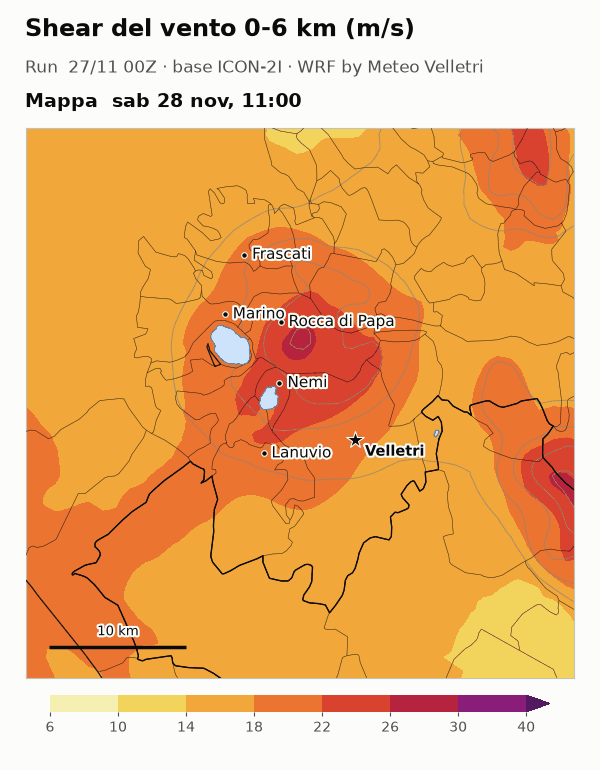 Shear del vento 0-6 km (m/s)
Run  27/11 00Z · base ICON-2I · WRF by Meteo Velletri
Mappa  sab 28 nov, 11:00
Frascati
Marino
Rocca di Papa
Nemi
Velletri
Lanuvio
10 km
6 10 14 18 22 26 30 40